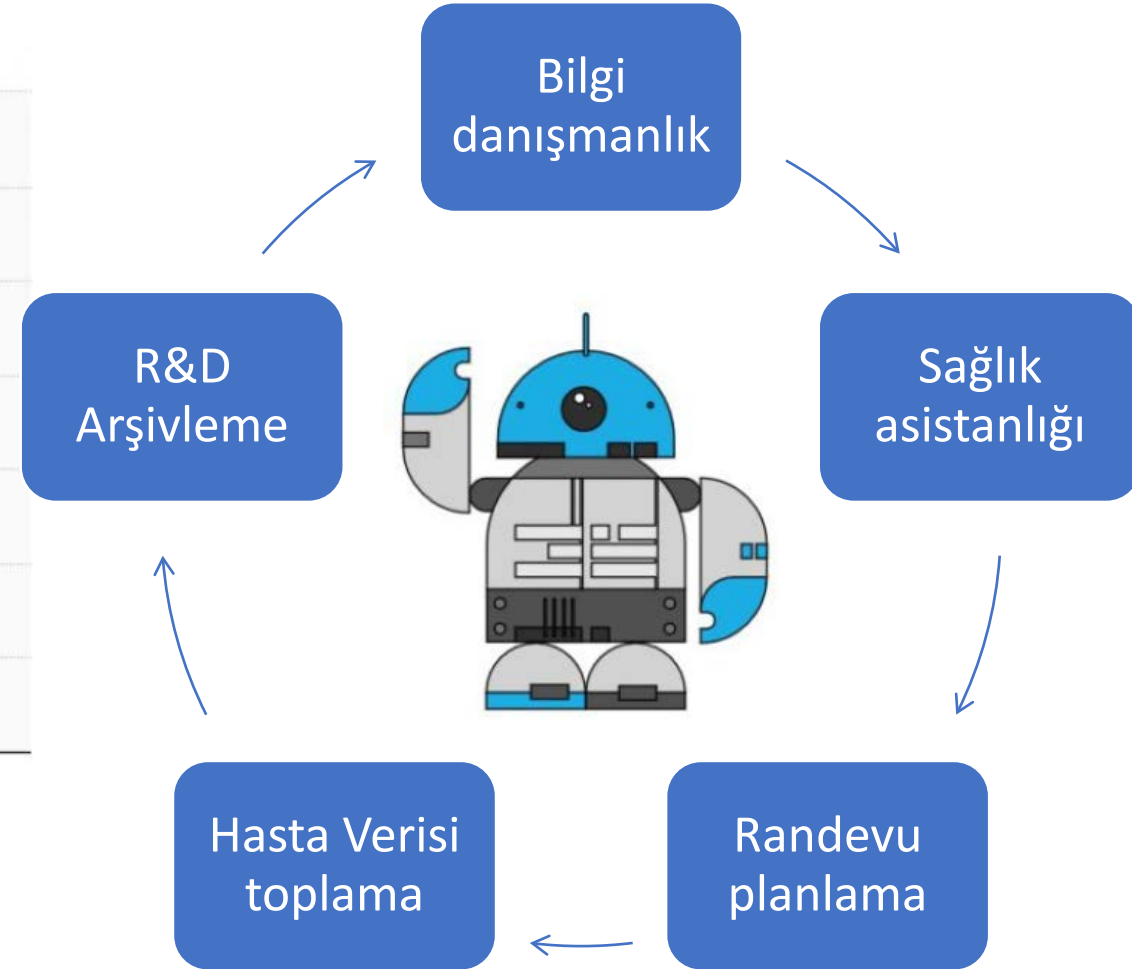 Bilgi
danışmanlık
Sağlık
asistanlığı
Randevu
planlama
Hasta Verisi
toplama
R&D
Arşivleme